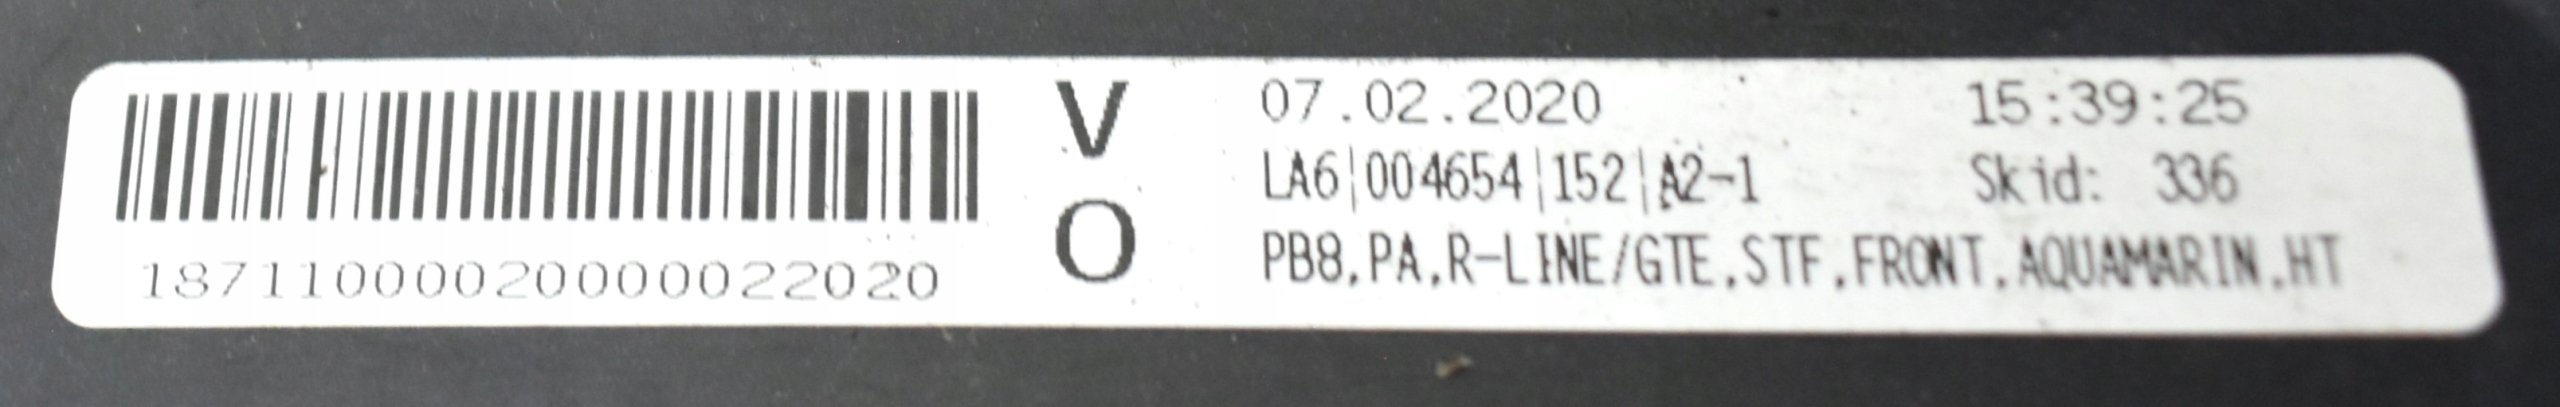 187110000200000022020
V
O
07.02.2020 15:39:25
LA6|004654|152|A2-1 Skid: 336
PB8,PA,R-LINE/GTE,STF,FRONT,AQUAMARIN,HT